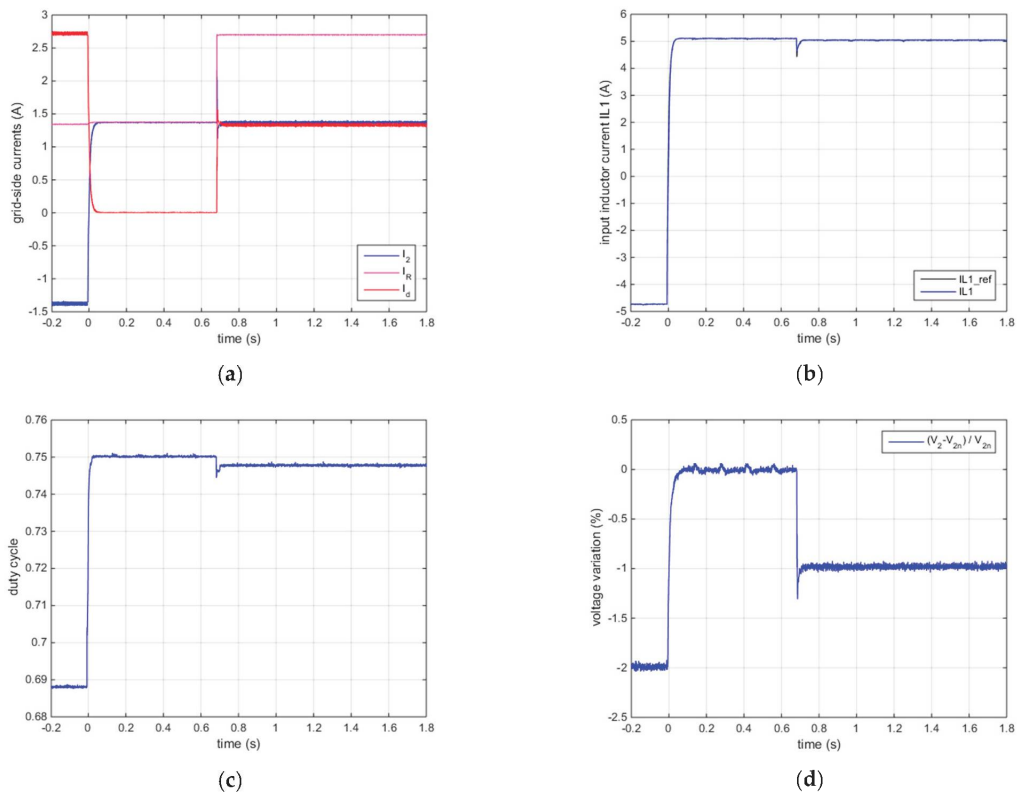 grid-side currents (A)
3
2.5
2
1.5
1
0.5
0
-0.5
-1
-1.5
I2
IR
Id
-0.2 0 0.2 0.4 0.6 0.8 1 1.2 1.4 1.6 1.8
time (s)
(a)
input inductor current IL1 (A)
6
5
4
3
2
1
0
-1
-2
-3
-4
-5
IL1_ref
IL1
-0.2 0 0.2 0.4 0.6 0.8 1 1.2 1.4 1.6 1.8
time (s)
(b)
duty cycle
0.76
0.75
0.74
0.73
0.72
0.71
0.7
0.69
0.68
-0.2 0 0.2 0.4 0.6 0.8 1 1.2 1.4 1.6 1.8
time (s)
(c)
voltage variation (%)
0.5
0
-0.5
-1
-1.5
-2
-2.5
(V2-V2n) / V2n
-0.2 0 0.2 0.4 0.6 0.8 1 1.2 1.4 1.6 1.8
time (s)
(d)